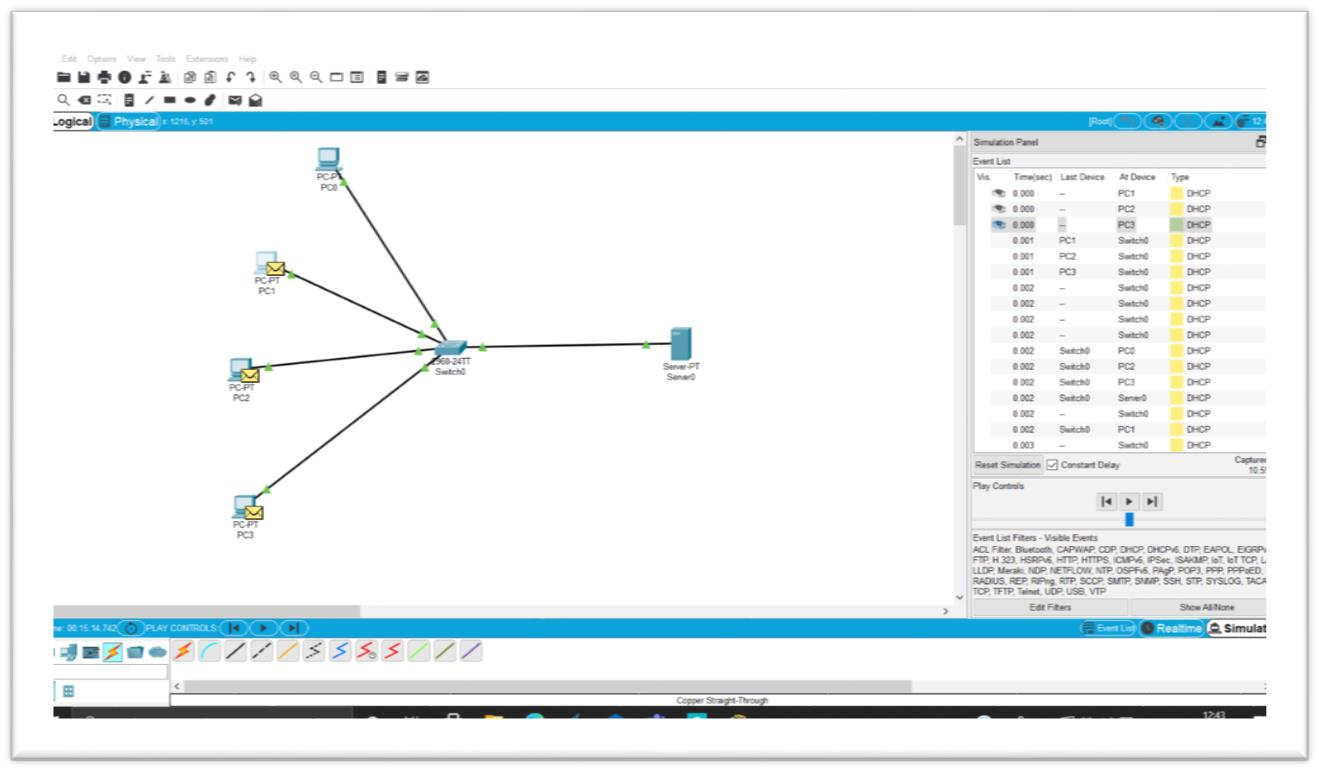 Edit Options View Tools Extensions Help
Logical Physical x: 1216, y: 501 [Root] 12:4
Simulation Panel
Event List
Vis. Time(sec) Last Device At Device Type
0.000 -- PC1 DHCP
0.000 -- PC2 DHCP
0.000 -- PC3 DHCP
0.001 PC1 Switch0 DHCP
0.001 PC2 Switch0 DHCP
0.001 PC3 Switch0 DHCP
0.002 -- Switch0 DHCP
0.002 -- Switch0 DHCP
0.002 -- Switch0 DHCP
0.002 -- Switch0 DHCP
0.002 Switch0 PC0 DHCP
0.002 Switch0 PC2 DHCP
0.002 Switch0 PC3 DHCP
0.002 Switch0 Server0 DHCP
0.002 -- Switch0 DHCP
0.002 Switch0 PC1 DHCP
0.003 -- Switch0 DHCP
Reset Simulation Constant Delay Captured
10.55
Play Controls
Event List Filters - Visible Events
ACL Filter, Bluetooth, CAPWAP, CDP, DHCP, DHCPv6, DTP, EAPOL, EIGRPv
FTP, H.323, HSRPv6, HTTP, HTTPS, ICMPv6, IPSec, ISAKMP, IoT, IoT TCP, L
LLDP, Meraki, NDP, NETFLOW, NTP, OSPFv6, PAgP, POP3, PPP, PPPoED,
RADIUS, REP, RIPng, RTP, SCCP, SMTP, SNMP, SSH, STP, SYSLOG, TACA
TCP, TFTP, Telnet, UDP, USB, VTP
Edit Filters Show All/None
PC-PT
PC0
PC-PT
PC1
PC-PT
PC2
PC-PT
PC3
2960-24TT
Switch0
Server-PT
Server0
me: 00:15:14.742 PLAY CONTROLS: Event List Realtime Simulat
Copper Straight-Through
12:43